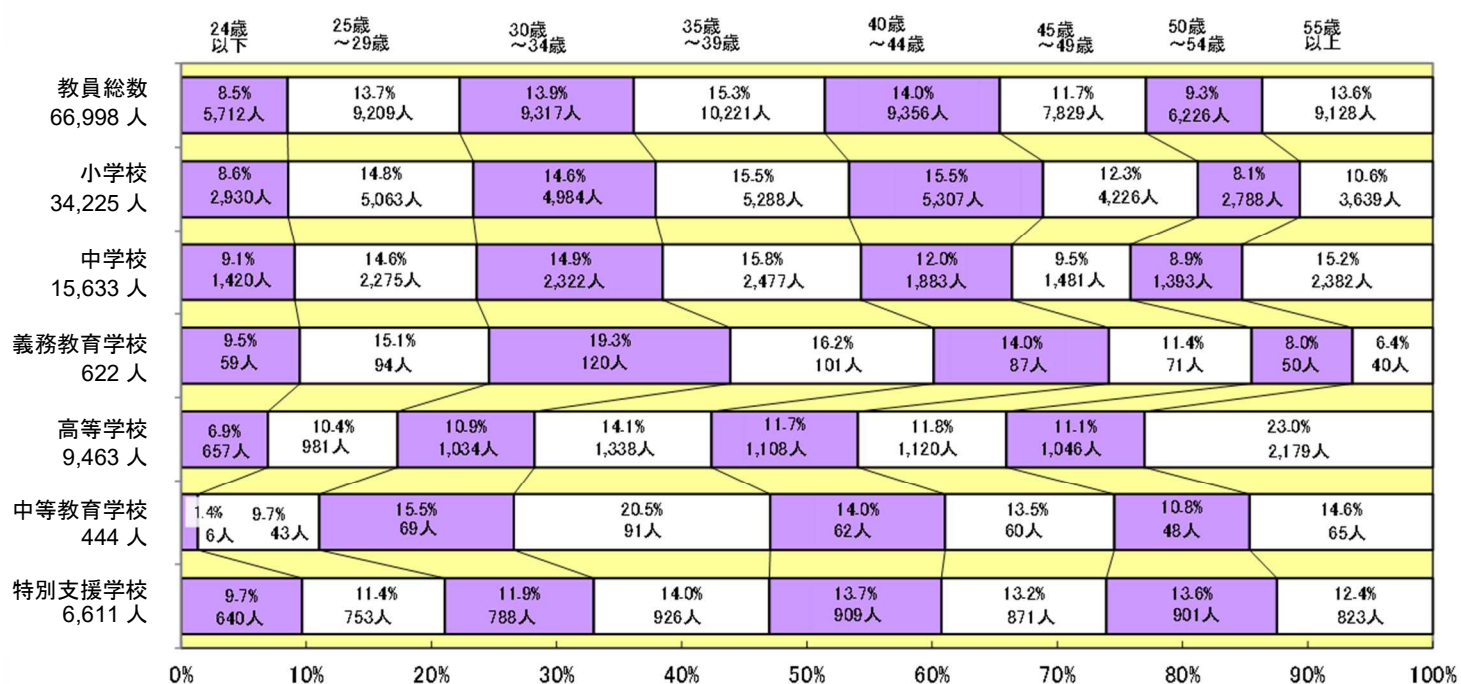 24歳
以下
25歳
～29歳
30歳
～34歳
35歳
～39歳
40歳
～44歳
45歳
～49歳
50歳
～54歳
55歳
以上
教員総数
66,998 人
8.5% 13.7% 13.9% 15.3% 14.0% 11.7% 9.3% 13.6%
5,712人 9,209人 9,317人 10,221人 9,356人 7,829人 6,226人 9,128人
小学校
34,225 人
8.6% 14.8% 14.6% 15.5% 15.5% 12.3% 8.1% 10.6%
2,930人 5,063人 4,984人 5,288人 5,307人 4,226人 2,788人 3,639人
中学校
15,633 人
9.1% 14.6% 14.9% 15.8% 12.0% 9.5% 8.9% 15.2%
1,420人 2,275人 2,322人 2,477人 1,883人 1,481人 1,393人 2,382人
義務教育学校
622 人
9.5% 15.1% 19.3% 16.2% 14.0% 11.4% 8.0% 6.4%
59人 94人 120人 101人 87人 71人 50人 40人
高等学校
9,463 人
6.9% 10.4% 10.9% 14.1% 11.7% 11.8% 11.1% 23.0%
657人 981人 1,034人 1,338人 1,108人 1,120人 1,046人 2,179人
中等教育学校
444 人
1.4% 9.7% 15.5% 20.5% 14.0% 13.5% 10.8% 14.6%
6人 43人 69人 91人 62人 60人 48人 65人
特別支援学校
6,611 人
9.7% 11.4% 11.9% 14.0% 13.7% 13.2% 13.6% 12.4%
640人 753人 788人 926人 909人 871人 901人 823人
0% 10% 20% 30% 40% 50% 60% 70% 80% 90% 100%